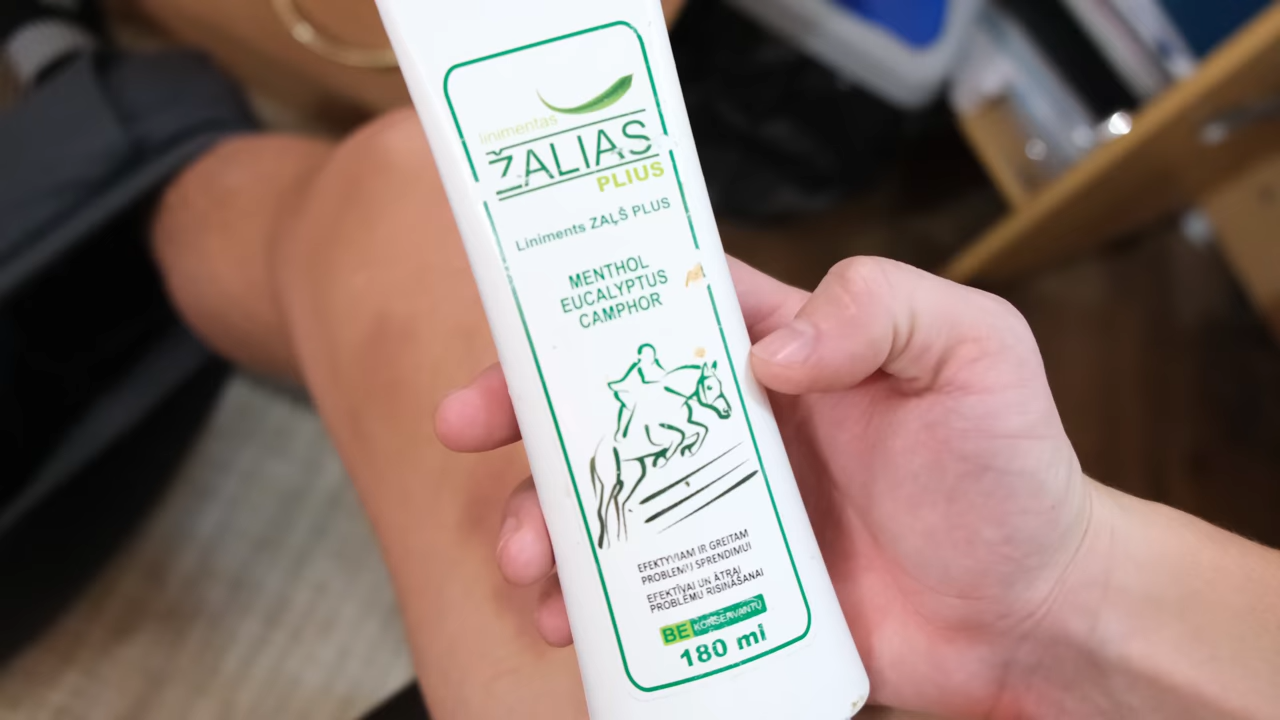 linimentas
ŽALIAS
PLIUS
Liniments ZAĻŠ PLUS
MENTHOL
EUCALYPTUS
CAMPHOR
EFEKTYVIAM IR GREITAM
PROBLEMŲ SPRENDIMUI
EFEKTĪVAI UN ĀTRAI
PROBLĒMU RISINĀŠANAI
BE KONSERVANTŲ
180 ml